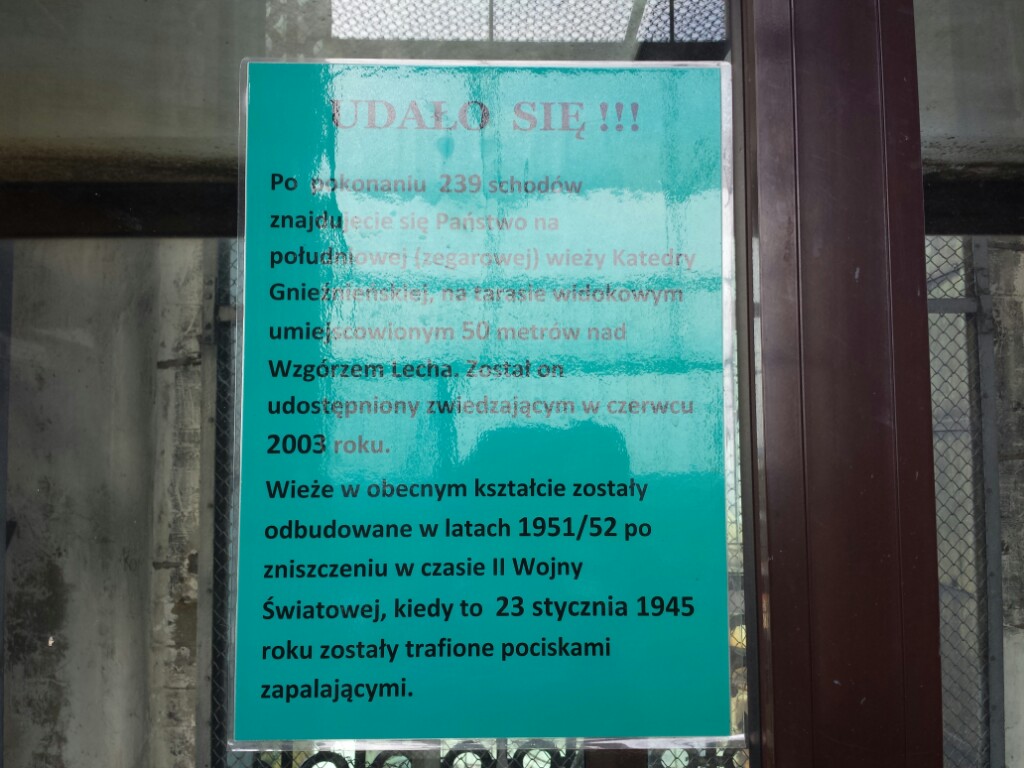 UDAŁO SIĘ !!!
Po pokonaniu 239 schodów
znajdujecie się Państwo na
południowej (zegarowej) wieży Katedry
Gnieźnieńskiej, na tarasie widokowym
umiejscowionym 50 metrów nad
Wzgórzem Lecha. Został on
udostępniony zwiedzającym w czerwcu
2003 roku.
Wieże w obecnym kształcie zostały
odbudowane w latach 1951/52 po
zniszczeniu w czasie II Wojny
Światowej, kiedy to 23 stycznia 1945
roku zostały trafione pociskami
zapalającymi.